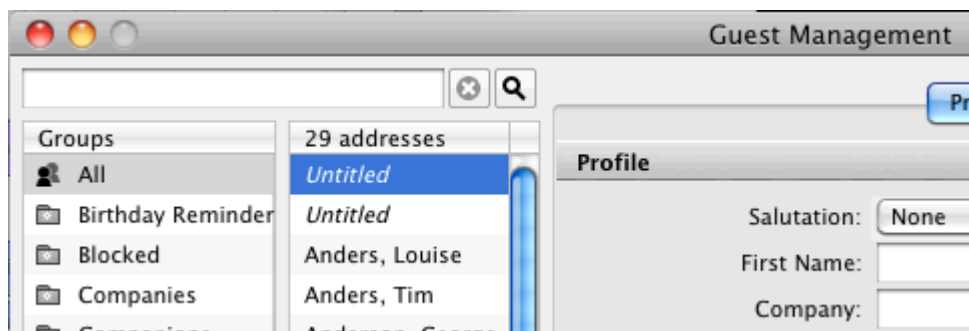 Guest Management
Pr
Groups
29 addresses
All
Untitled
Birthday Reminder
Untitled
Blocked
Anders, Louise
Companies
Anders, Tim
Profile
Salutation: None
First Name:
Company: